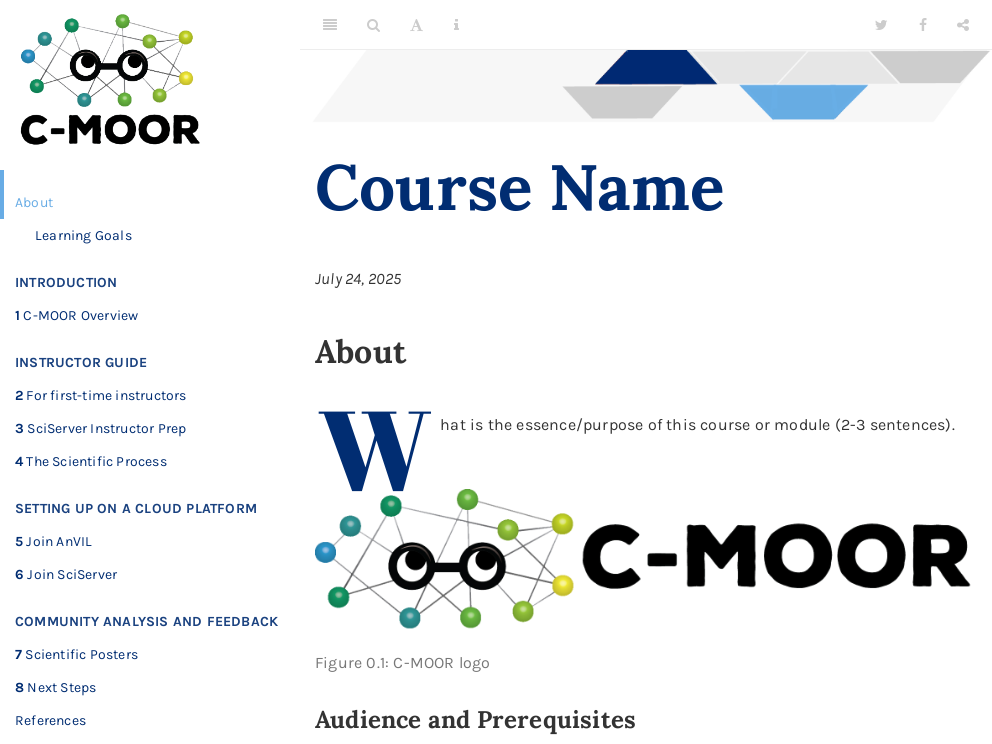 C-MOOR
About
Learning Goals
INTRODUCTION
1 C-MOOR Overview
INSTRUCTOR GUIDE
2 For first-time instructors
3 SciServer Instructor Prep
4 The Scientific Process
SETTING UP ON A CLOUD PLATFORM
5 Join AnVIL
6 Join SciServer
COMMUNITY ANALYSIS AND FEEDBACK
7 Scientific Posters
8 Next Steps
References
Course Name
July 24, 2025
About
What is the essence/purpose of this course or module (2-3 sentences).
C-MOOR
Figure 0.1: C-MOOR logo
Audience and Prerequisites